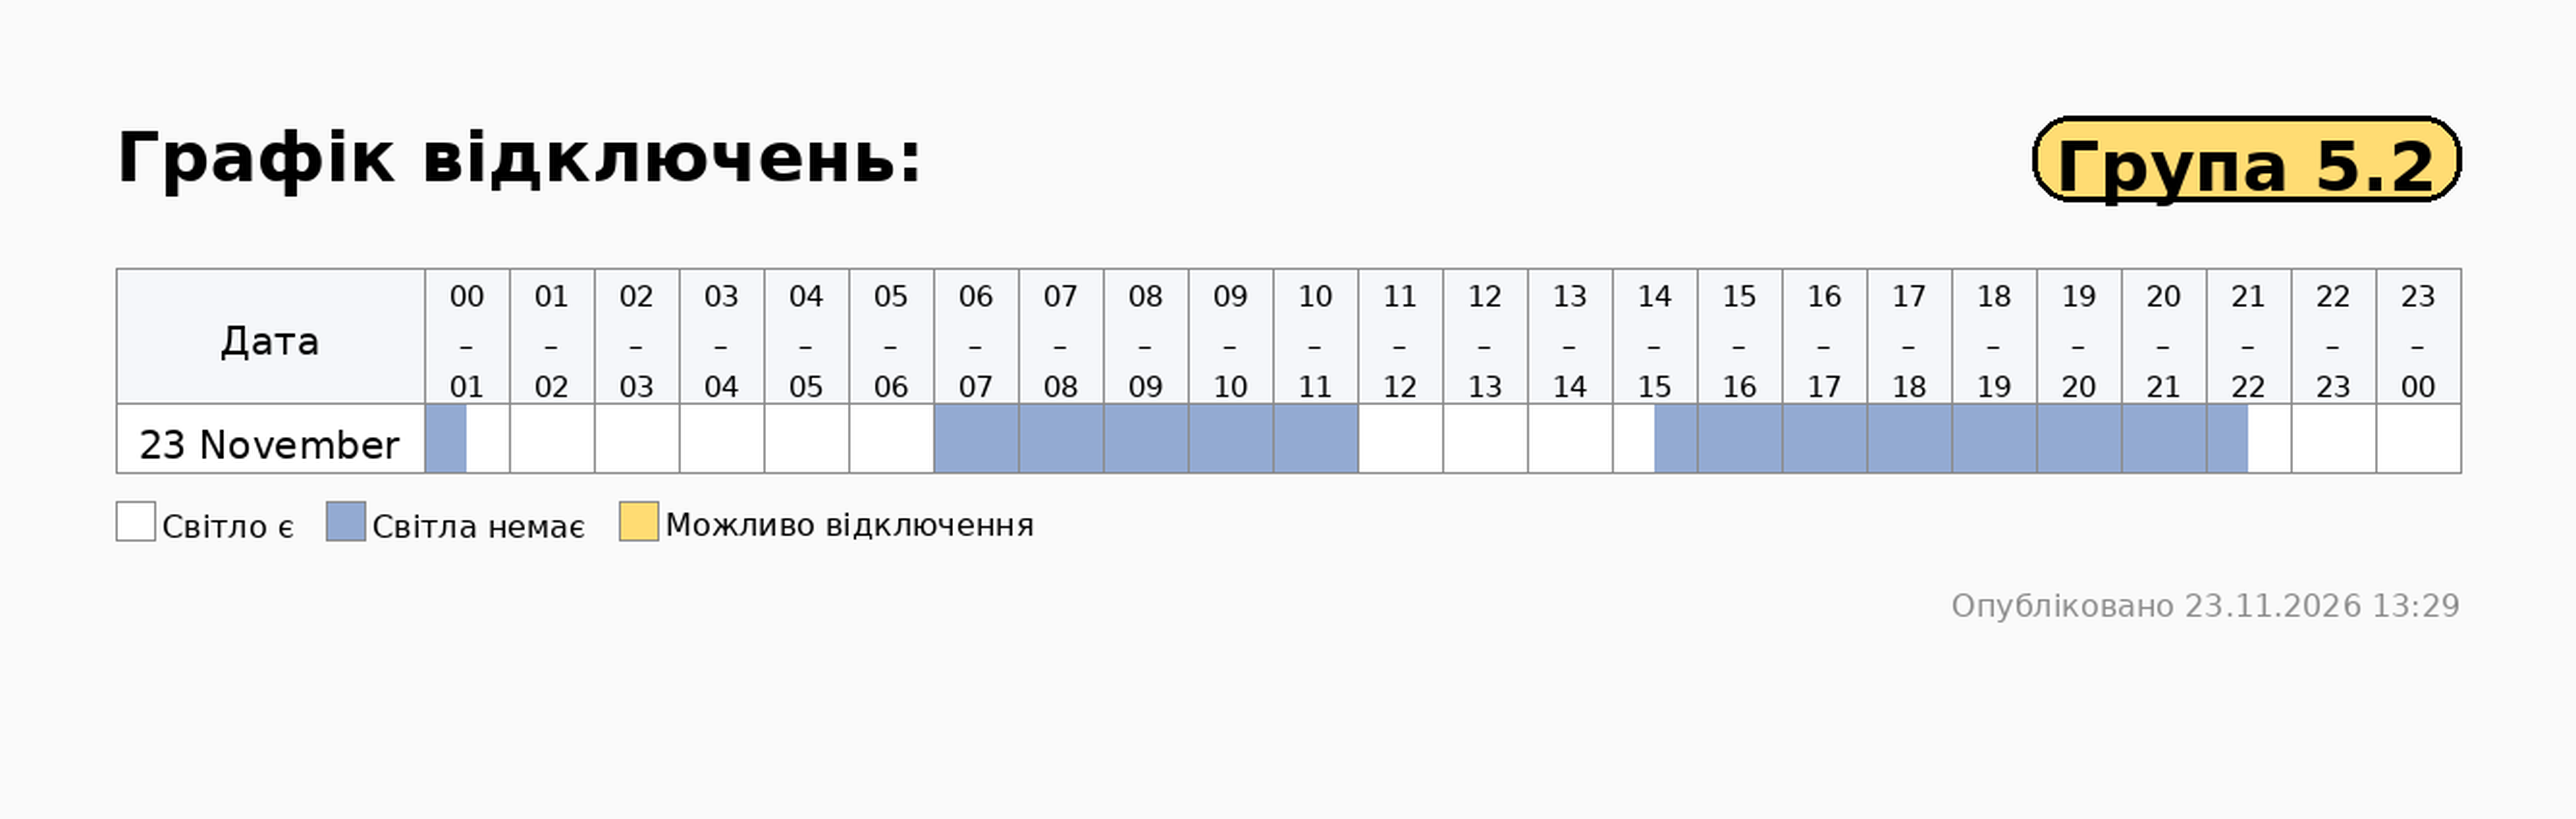 Графік відключень:
Група 5.2
Дата
00 – 01
01 – 02
02 – 03
03 – 04
04 – 05
05 – 06
06 – 07
07 – 08
08 – 09
09 – 10
10 – 11
11 – 12
12 – 13
13 – 14
14 – 15
15 – 16
16 – 17
17 – 18
18 – 19
19 – 20
20 – 21
21 – 22
22 – 23
23 – 00
23 November
Світло є
Світла немає
Можливо відключення
Опубліковано 23.11.2026 13:29